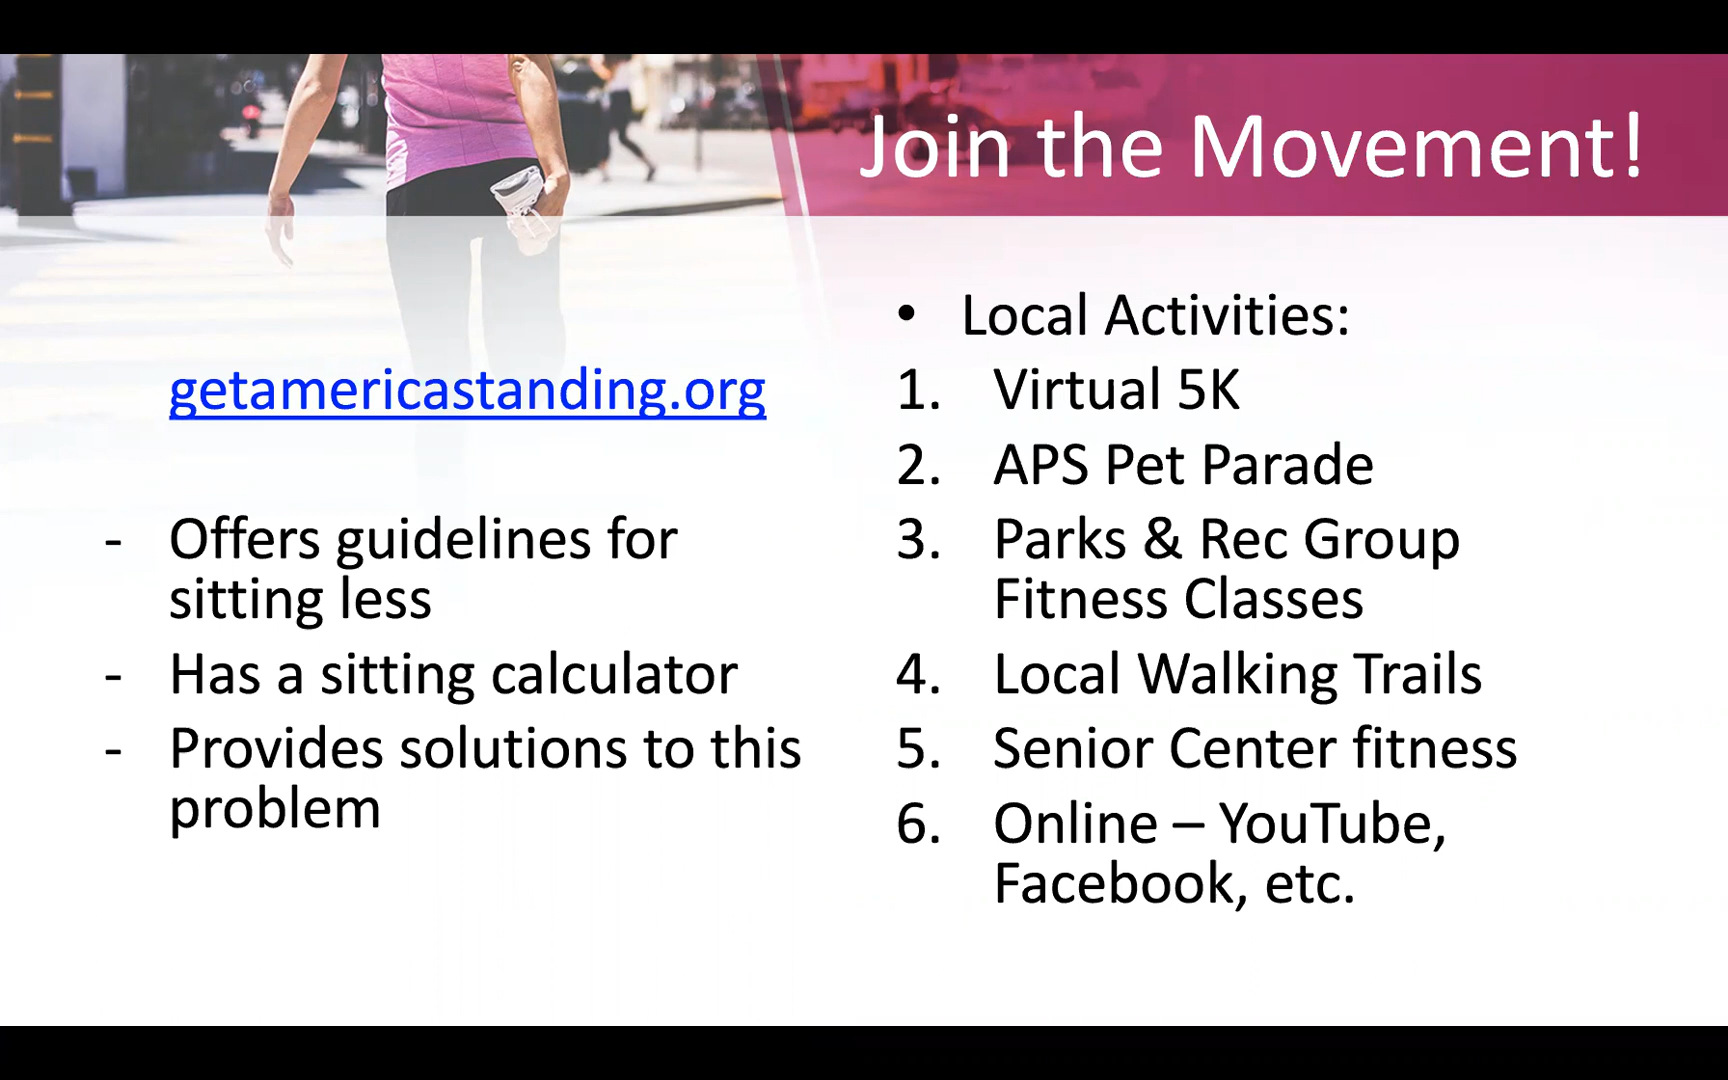 Join the Movement!
getamericastanding.org
- Offers guidelines for
sitting less
- Has a sitting calculator
- Provides solutions to this
problem
• Local Activities:
1. Virtual 5K
2. APS Pet Parade
3. Parks & Rec Group
Fitness Classes
4. Local Walking Trails
5. Senior Center fitness
6. Online – YouTube,
Facebook, etc.